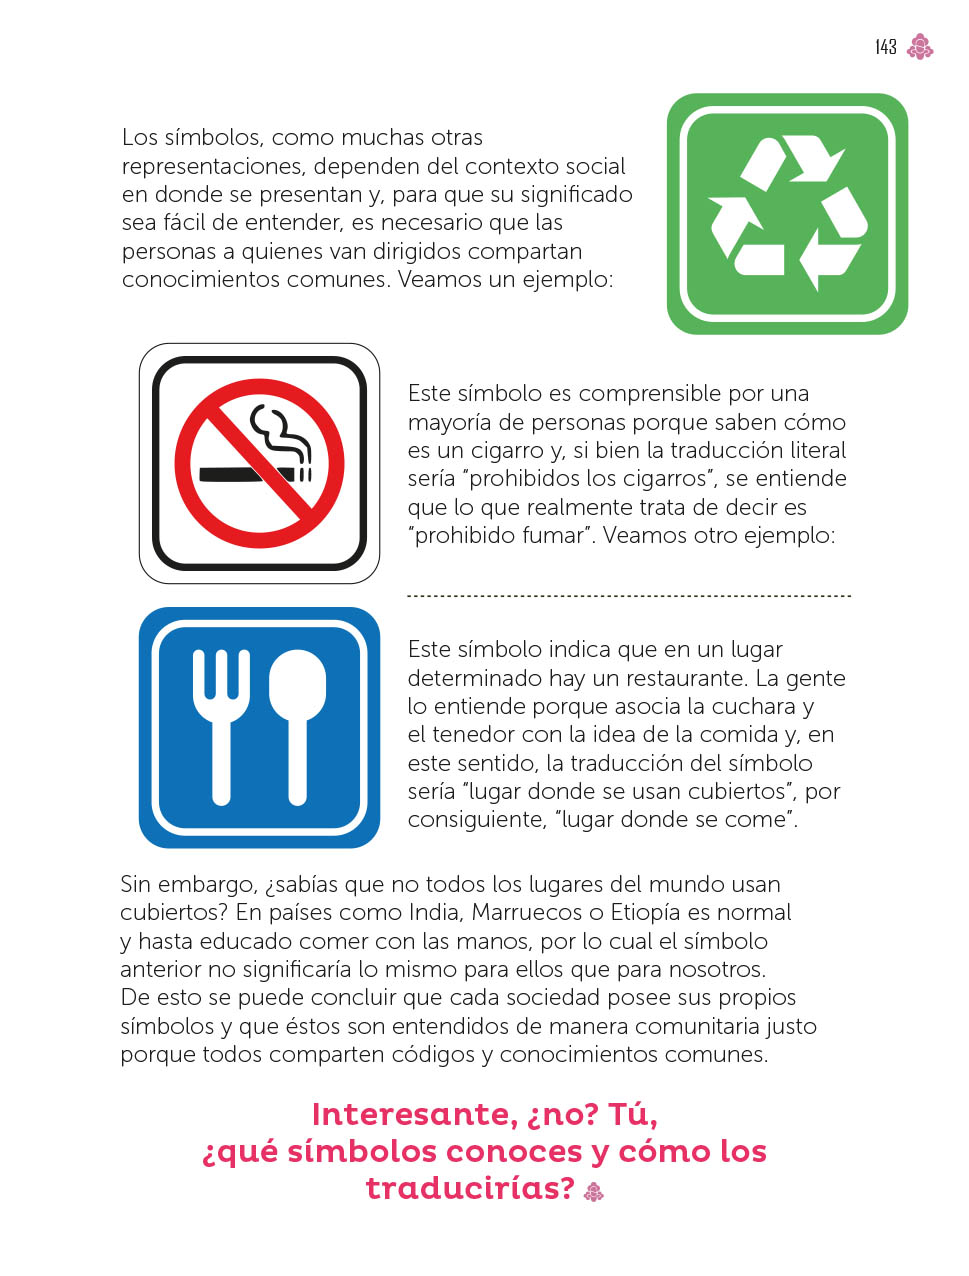 143
Los símbolos, como muchas otras
representaciones, dependen del contexto social
en donde se presentan y, para que su significado
sea fácil de entender, es necesario que las
personas a quienes van dirigidos compartan
conocimientos comunes. Veamos un ejemplo:
Este símbolo es comprensible por una
mayoría de personas porque saben cómo
es un cigarro y, si bien la traducción literal
sería “prohibidos los cigarros”, se entiende
que lo que realmente trata de decir es
“prohibido fumar”. Veamos otro ejemplo:
Este símbolo indica que en un lugar
determinado hay un restaurante. La gente
lo entiende porque asocia la cuchara y
el tenedor con la idea de la comida y, en
este sentido, la traducción del símbolo
sería “lugar donde se usan cubiertos”, por
consiguiente, “lugar donde se come”.
Sin embargo, ¿sabías que no todos los lugares del mundo usan
cubiertos? En países como India, Marruecos o Etiopía es normal
y hasta educado comer con las manos, por lo cual el símbolo
anterior no significaría lo mismo para ellos que para nosotros.
De esto se puede concluir que cada sociedad posee sus propios
símbolos y que éstos son entendidos de manera comunitaria justo
porque todos comparten códigos y conocimientos comunes.
Interesante, ¿no? Tú,
¿qué símbolos conoces y cómo los
traducirías?